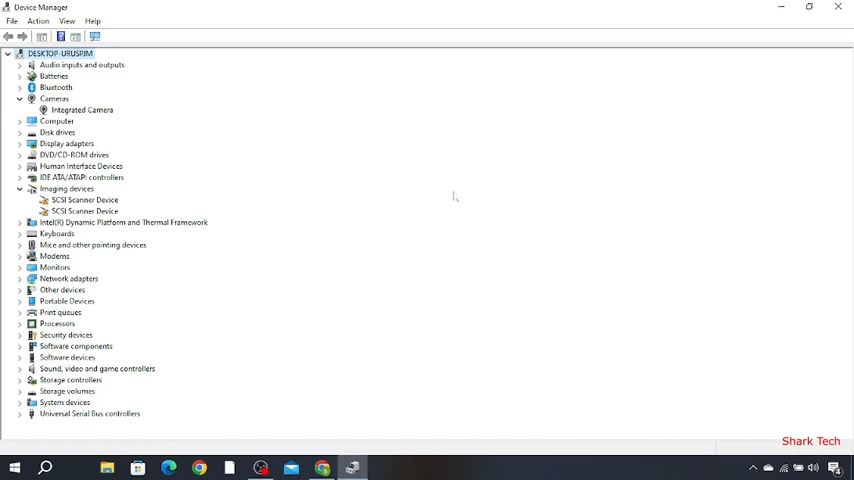 Device Manager
File Action View Help
DESKTOP-URUSPJM
Audio inputs and outputs
Batteries
Bluetooth
Cameras
Integrated Camera
Computer
Disk drives
Display adapters
DVD/CD-ROM drives
Human Interface Devices
IDE ATA/ATAPI controllers
Imaging devices
SCSI Scanner Device
SCSI Scanner Device
Intel(R) Dynamic Platform and Thermal Framework
Keyboards
Mice and other pointing devices
Modems
Monitors
Network adapters
Other devices
Portable Devices
Print queues
Processors
Security devices
Software components
Software devices
Sound, video and game controllers
Storage controllers
Storage volumes
System devices
Universal Serial Bus controllers
Shark Tech
4